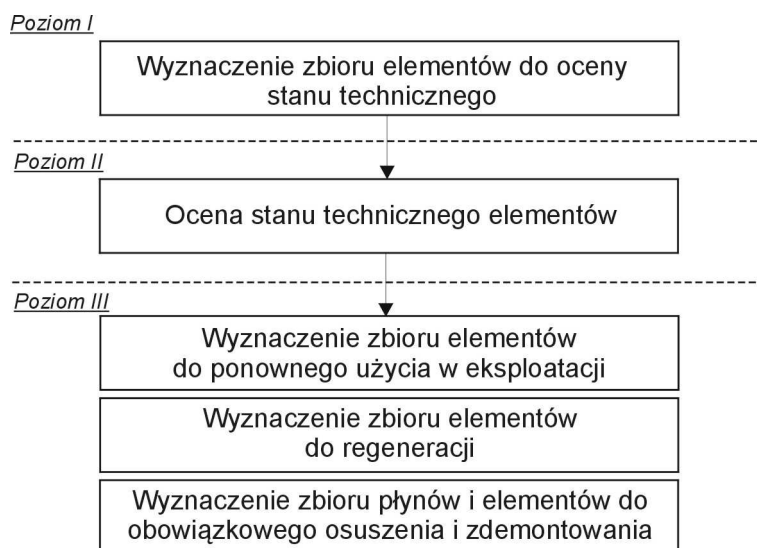 Poziom I
Wyznaczenie zbioru elementów do oceny
stanu technicznego
Poziom II
Ocena stanu technicznego elementów
Poziom III
Wyznaczenie zbioru elementów
do ponownego użycia w eksploatacji
Wyznaczenie zbioru elementów
do regeneracji
Wyznaczenie zbioru płynów i elementów do
obowiązkowego osuszenia i zdemontowania